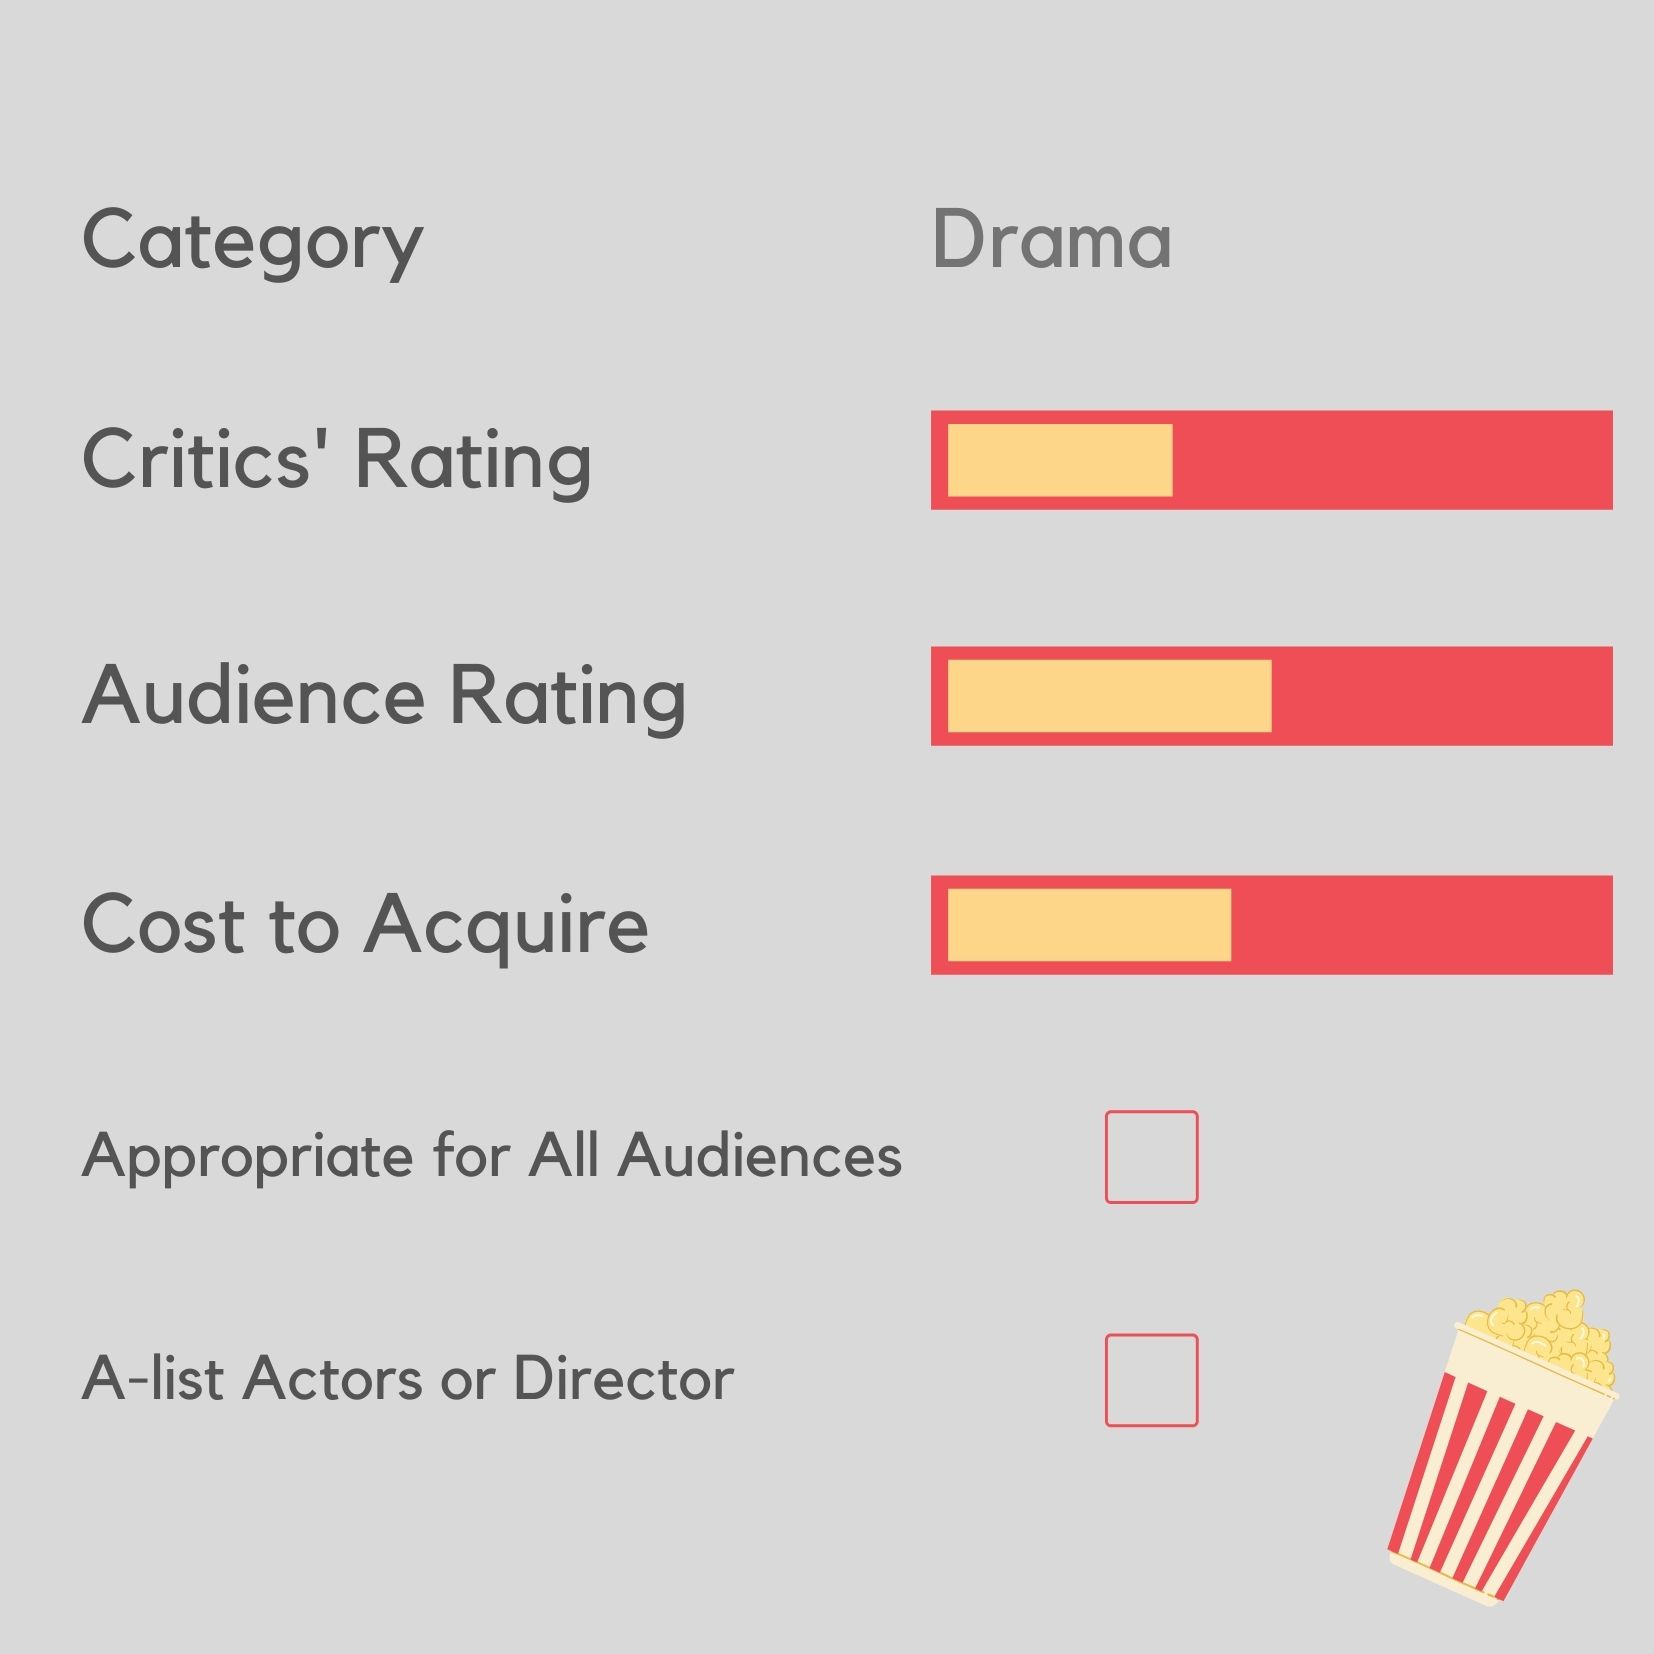 Category Drama
Critics' Rating
Audience Rating
Cost to Acquire
Appropriate for All Audiences
A-list Actors or Director